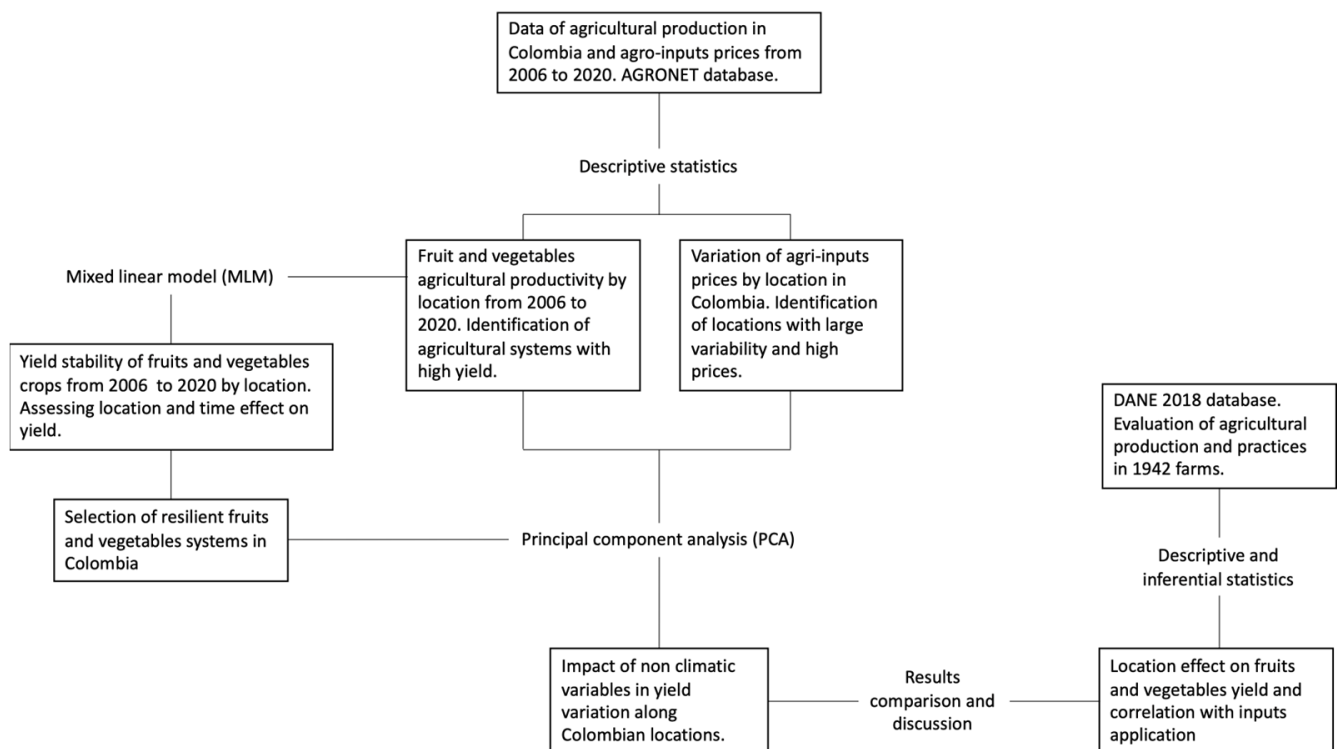 Data of agricultural production in
Colombia and agro-inputs prices from
2006 to 2020. AGRONET database.
Descriptive statistics
Mixed linear model (MLM)
Fruit and vegetables
agricultural productivity by
location from 2006 to
2020. Identification of
agricultural systems with
high yield.
Variation of agri-inputs
prices by location in
Colombia. Identification
of locations with large
variability and high
prices.
Yield stability of fruits and vegetables
crops from 2006 to 2020 by location.
Assessing location and time effect on
yield.
DANE 2018 database.
Evaluation of agricultural
production and practices
in 1942 farms.
Selection of resilient fruits
and vegetables systems in
Colombia
Principal component analysis (PCA)
Descriptive and
inferential statistics
Impact of non climatic
variables in yield
variation along
Colombian locations.
Results
comparison and
discussion
Location effect on fruits
and vegetables yield and
correlation with inputs
application